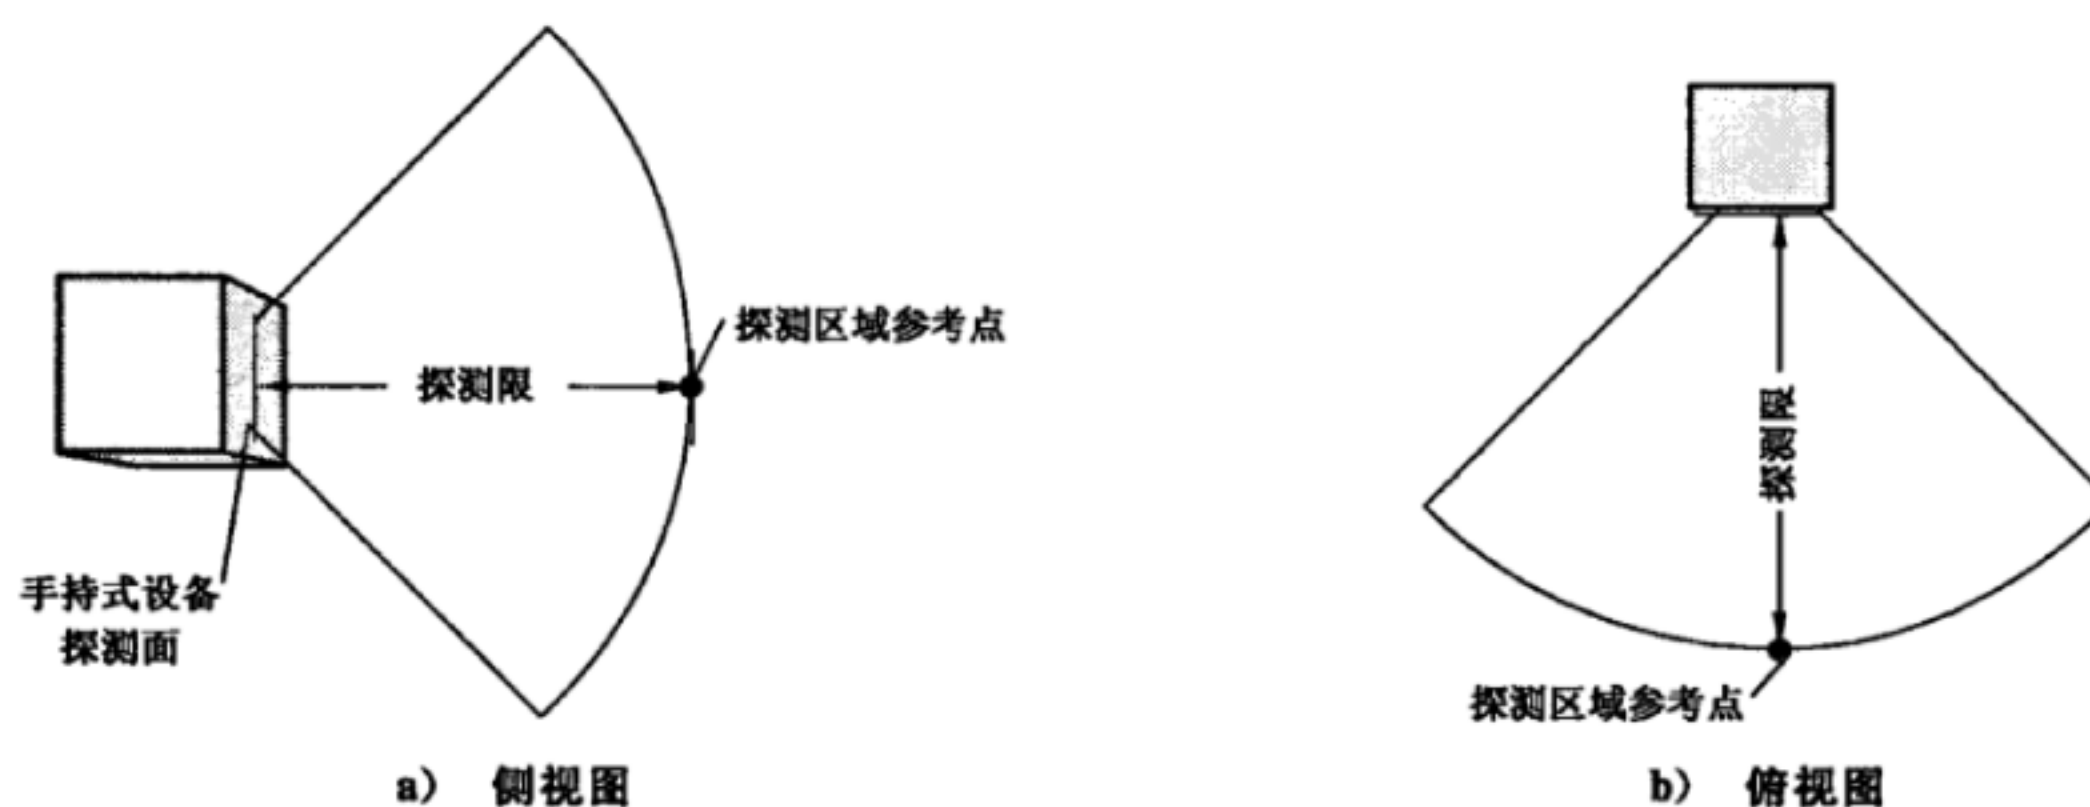 探测区域参考点
探测限
手持式设备
探测面
a) 侧视图
探测限
探测区域参考点
b) 俯视图